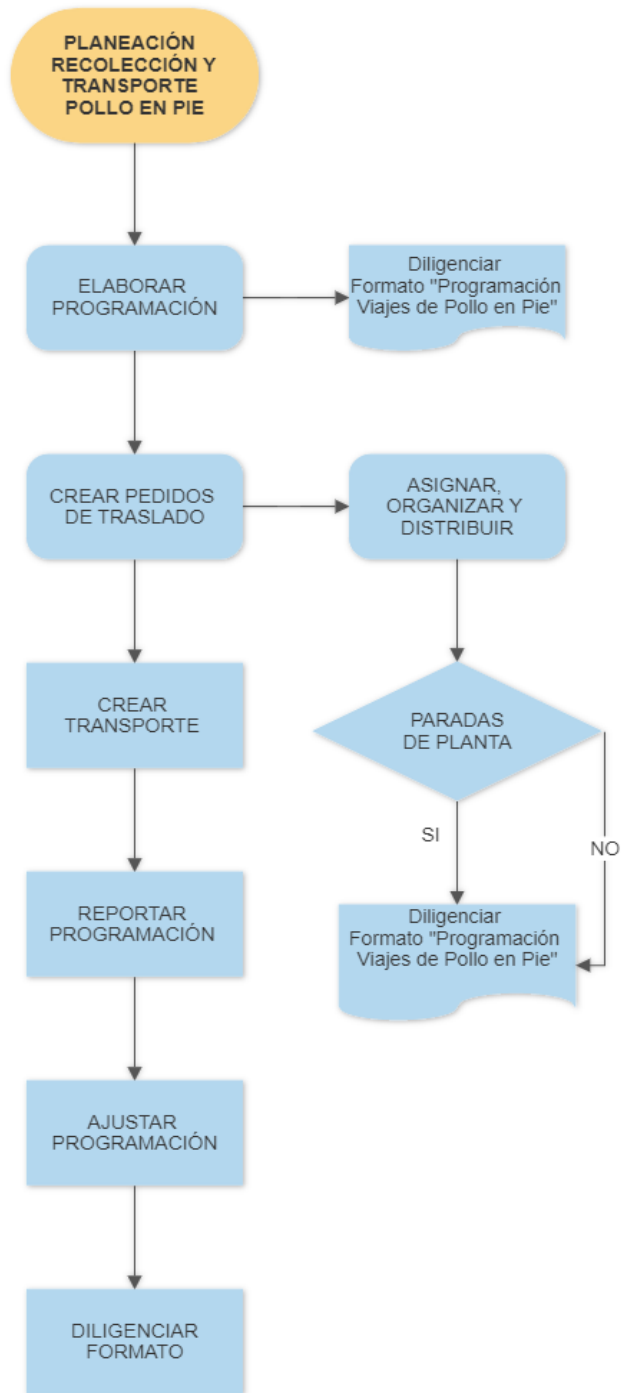 PLANEACIÓN
RECOLECCIÓN Y
TRANSPORTE
POLLO EN PIE
ELABORAR
PROGRAMACIÓN
Diligenciar
Formato "Programación
Viajes de Pollo en Pie"
CREAR PEDIDOS
DE TRASLADO
ASIGNAR,
ORGANIZAR Y
DISTRIBUIR
CREAR
TRANSPORTE
PARADAS
DE PLANTA
SI
NO
REPORTAR
PROGRAMACIÓN
Diligenciar
Formato "Programación
Viajes de Pollo en Pie"
AJUSTAR
PROGRAMACIÓN
DILIGENCIAR
FORMATO